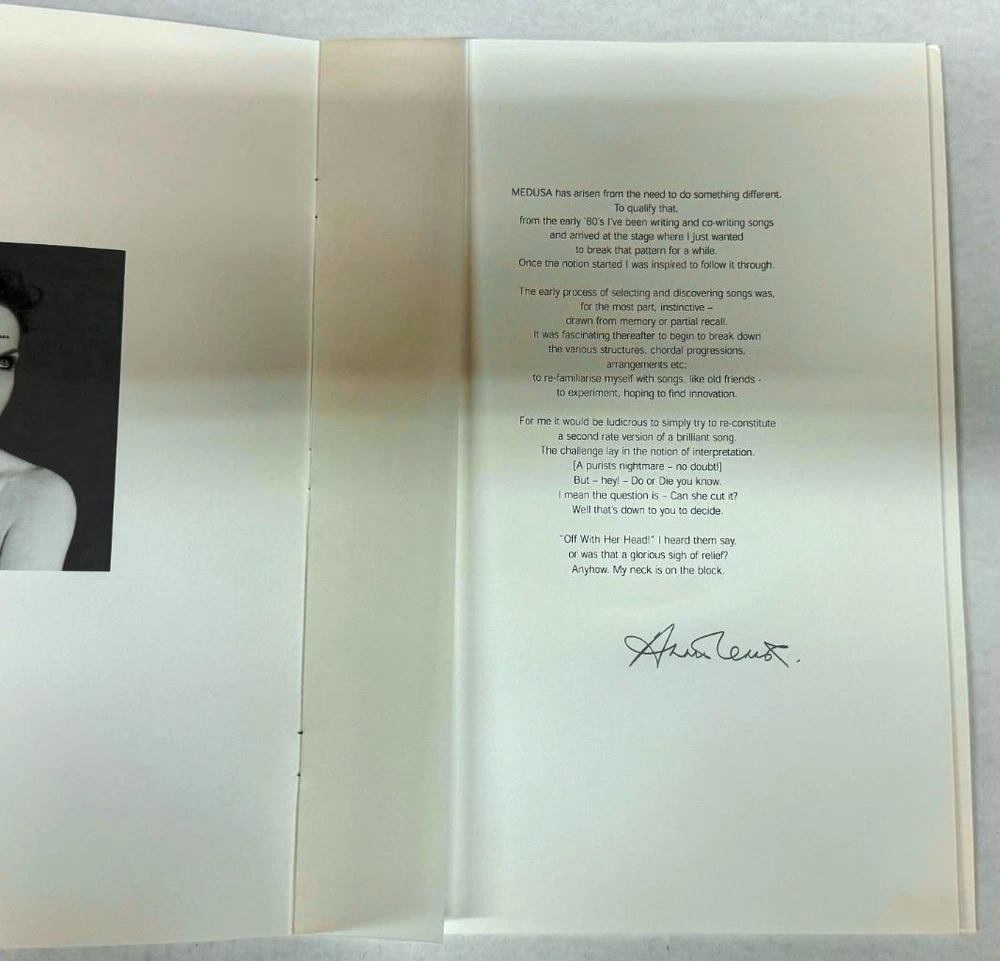 MEDUSA has arisen from the need to do something different.
To qualify that,
from the early '80's I've been writing and co-writing songs
and arrived at the stage where I just wanted
to break that pattern for a while.
Once the notion started I was inspired to follow it through.
The early process of selecting and discovering songs was,
for the most part, instinctive –
drawn from memory or partial recall.
It was fascinating thereafter to begin to break down
the various structures, chordal progressions,
arrangements etc:
to re-familiarise myself with songs, like old friends -
to experiment, hoping to find innovation.
For me it would be ludicrous to simply try to re-constitute
a second rate version of a brilliant song.
The challenge lay in the notion of interpretation.
[A purists nightmare – no doubt!]
But – hey! – Do or Die you know.
I mean the question is – Can she cut it?
Well that's down to you to decide.
"Off With Her Head!" I heard them say,
or was that a glorious sigh of relief?
Anyhow. My neck is on the block.
Annie Lennox.